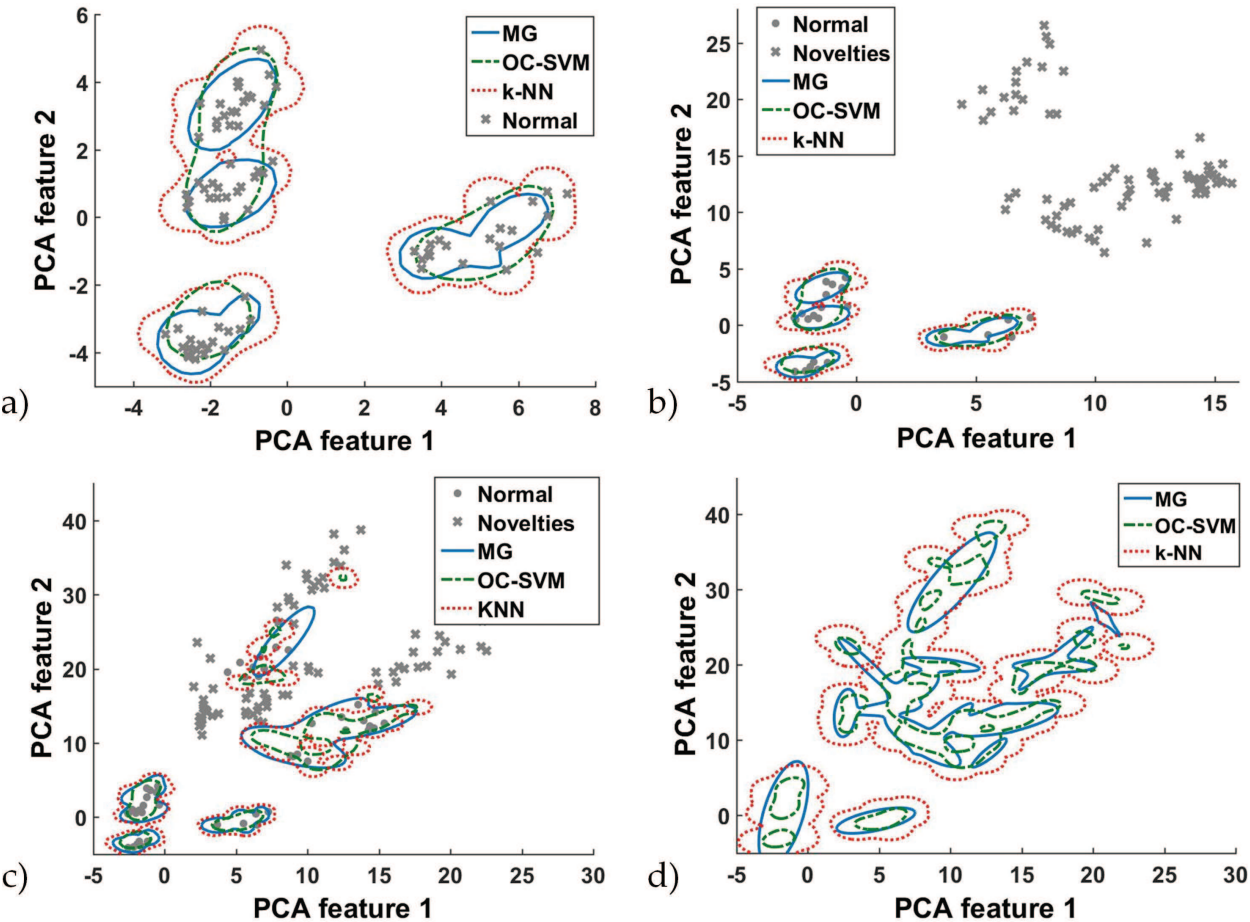 6
4
2
0
-2
-4
-4 -2 0 2 4 6 8
PCA feature 2
PCA feature 1
MG
OC-SVM
k-NN
Normal
a)
25
20
15
10
5
0
-5
-5 0 5 10 15
PCA feature 2
PCA feature 1
Normal
Novelties
MG
OC-SVM
k-NN
b)
40
30
20
10
0
-5 0 5 10 15 20 25 30
PCA feature 2
PCA feature 1
Normal
Novelties
MG
OC-SVM
KNN
c)
40
30
20
10
0
-5 0 5 10 15 20 25 30
PCA feature 2
PCA feature 1
MG
OC-SVM
k-NN
d)